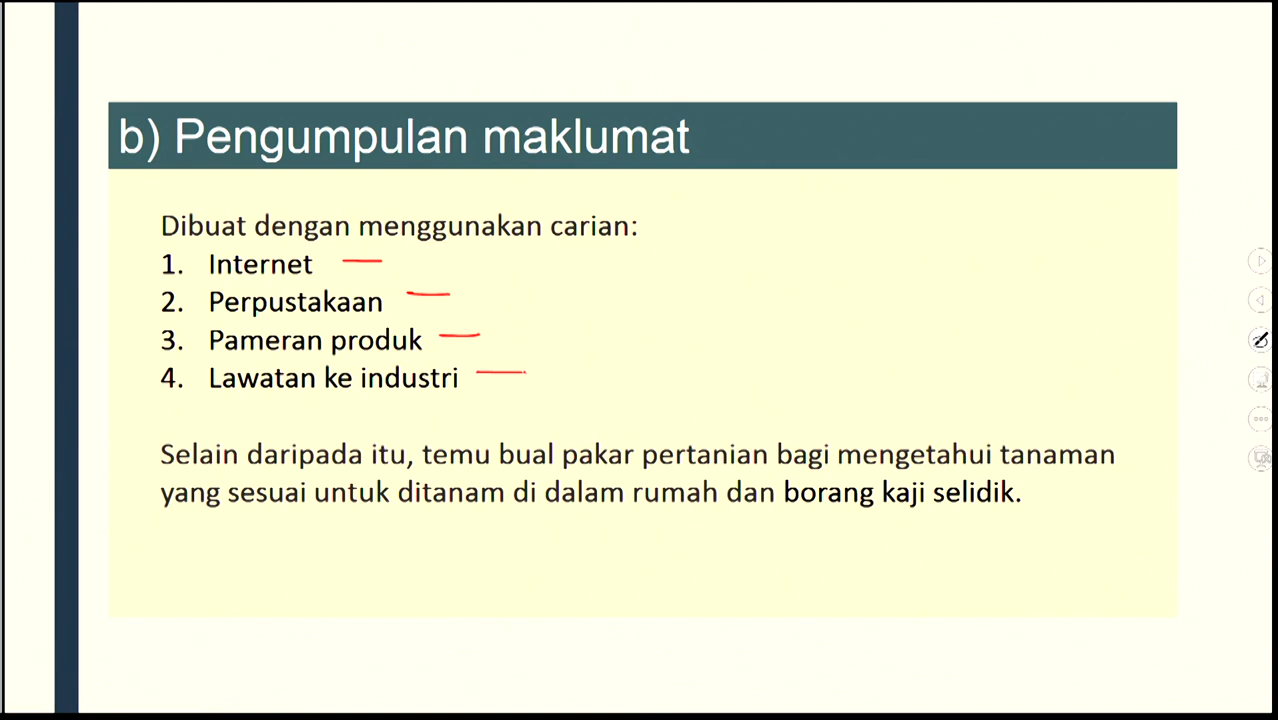 b) Pengumpulan maklumat
Dibuat dengan menggunakan carian:
1. Internet
2. Perpustakaan
3. Pameran produk
4. Lawatan ke industri
Selain daripada itu, temu bual pakar pertanian bagi mengetahui tanaman
yang sesuai untuk ditanam di dalam rumah dan borang kaji selidik.